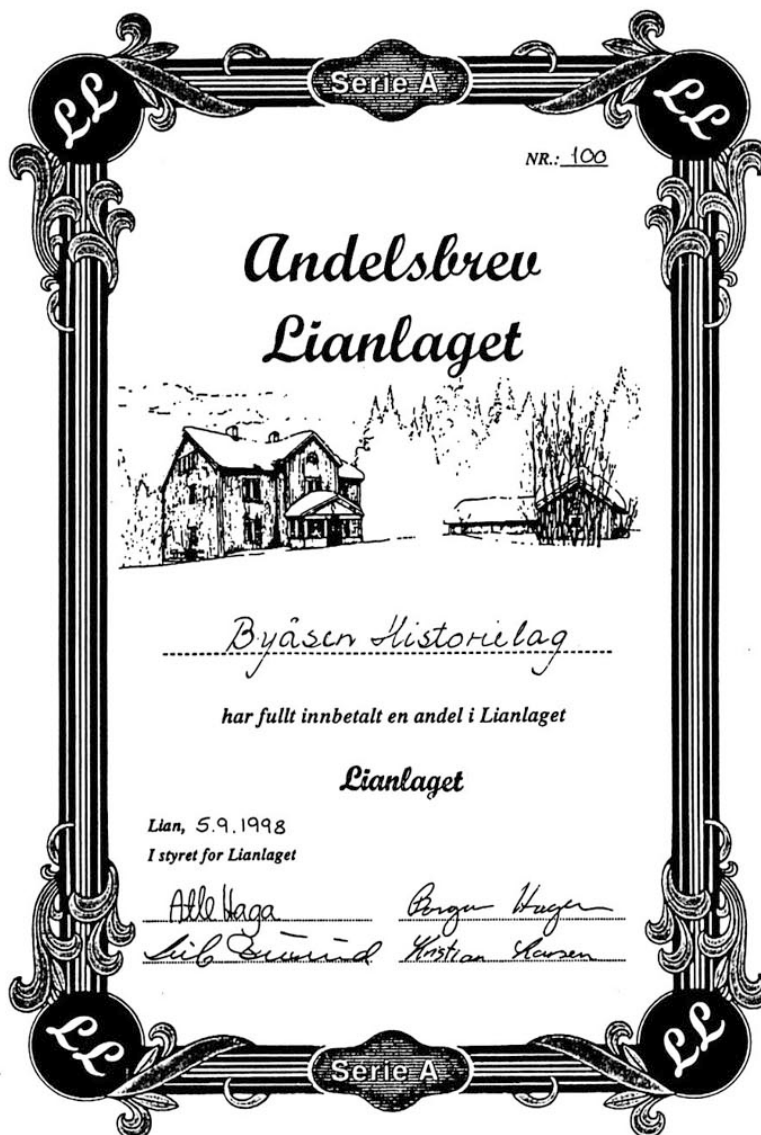 LL Serie A LL
NR.: 100
Andelsbrev
Lianlaget
Byåsen Historielag
har fullt innbetalt en andel i Lianlaget
Lianlaget
Lian, 5.9.1998
I styret for Lianlaget
Atle Haga
Hagen
Kristian
LL Serie A LL